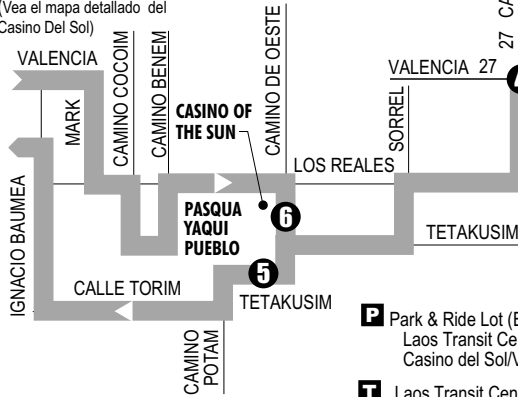 (Vea el mapa detallado del
Casino Del Sol)
VALENCIA
MARK
CAMINO COCOIM
CAMINO BENEM
CASINO OF
THE SUN
CAMINO DE OESTE
VALENCIA 27
27
SORREL
LOS REALES
IGNACIO BAUMEA
PASQUA
YAQUI
PUEBLO
6
TETAKUSIM
5
CALLE TORIM
TETAKUSIM
CAMINO
POTAM
P Park & Ride Lot
Laos Transit
Casino del Sol/
T Laos Transit